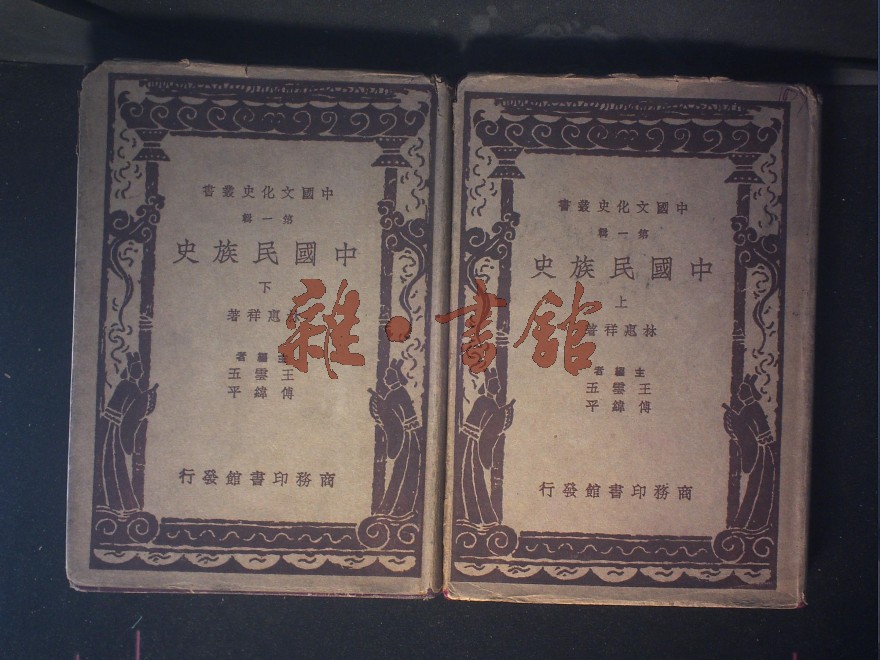 中國文化史叢書
第一輯
中國民族史
下
林惠祥著
主編者
王雲五
傅緯平
商務印書館發行
中國文化史叢書
第一輯
中國民族史
上
林惠祥著
主編者
王雲五
傅緯平
商務印書館發行
雜·書館